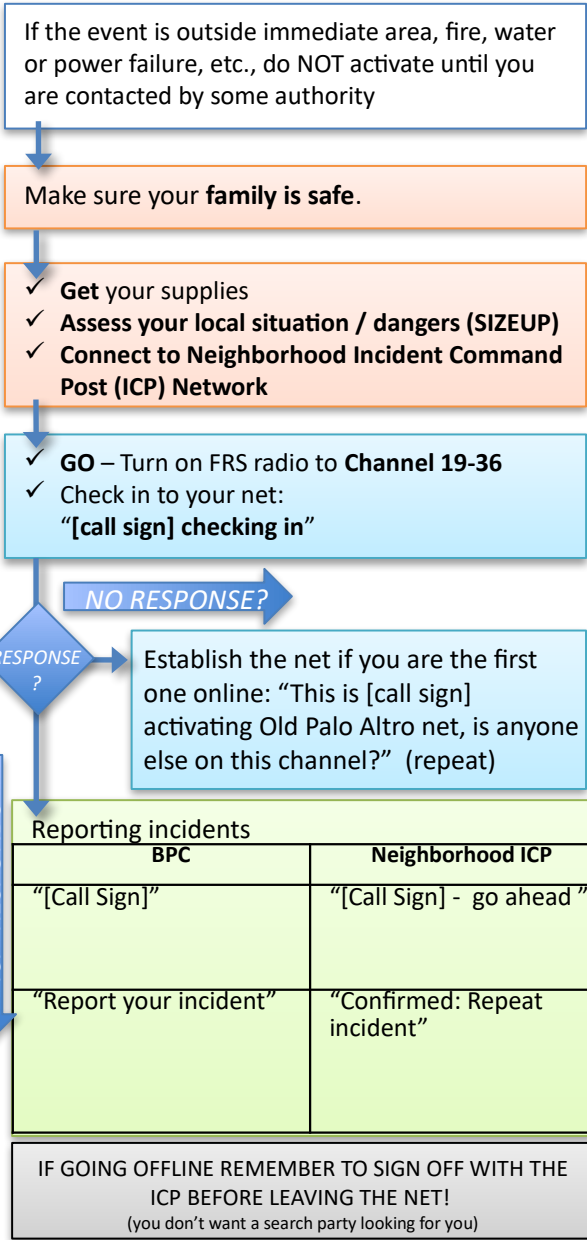 If the event is outside immediate area, fire, water
or power failure, etc., do NOT activate until you
are contacted by some authority
Make sure your family is safe.
✓ Get your supplies
✓ Assess your local situation / dangers (SIZEUP)
✓ Connect to Neighborhood Incident Command
Post (ICP) Network
✓ GO – Turn on FRS radio to Channel 19-36
✓ Check in to your net:
“[call sign] checking in”
NO RESPONSE?
RESPONSE
?
Establish the net if you are the first
one online: “This is [call sign]
activating Old Palo Altro net, is anyone
else on this channel?” (repeat)
Reporting incidents
BPC Neighborhood ICP
“[Call Sign]” “[Call Sign] - go ahead ”
“Report your incident” “Confirmed: Repeat
incident”
IF GOING OFFLINE REMEMBER TO SIGN OFF WITH THE
ICP BEFORE LEAVING THE NET!
(you don’t want a search party looking for you)